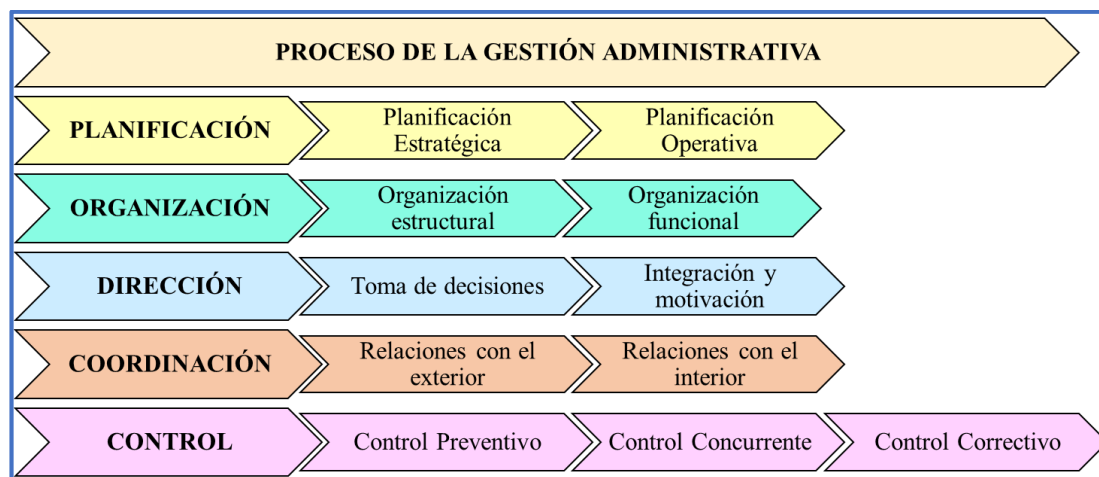 PROCESO DE LA GESTIÓN ADMINISTRATIVA
PLANIFICACIÓN
Planificación
Estratégica
Planificación
Operativa
ORGANIZACIÓN
Organización
estructural
Organización
funcional
DIRECCIÓN
Toma de decisiones
Integración y
motivación
COORDINACIÓN
Relaciones con el
exterior
Relaciones con el
interior
CONTROL
Control Preventivo
Control Concurrente
Control Correctivo